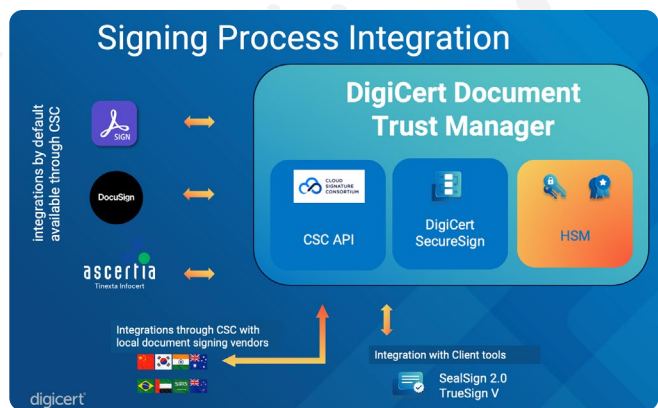 Signing Process Integration
integrations by default
available through CSC
SIGN
DocuSign
ascertia
Tinexta Infocert
DigiCert Document
Trust Manager
CLOUD
SIGNATURE
CONSORTIUM
CSC API
DigiCert
SecureSign
HSM
Integrations through CSC with
local document signing vendors
Integration with Client tools
SealSign 2.0
TrueSign V
digicert